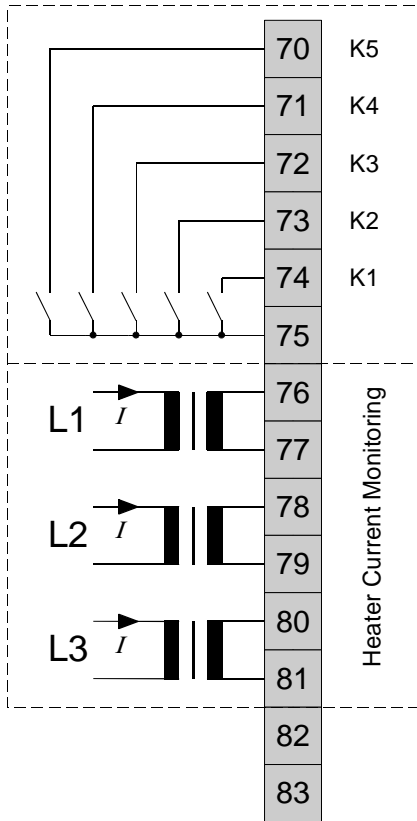 70 K5
71 K4
72 K3
73 K2
74 K1
75
76
L1 I
77
78
L2 I
79
80
L3 I
81
Heater Current Monitoring
82
83